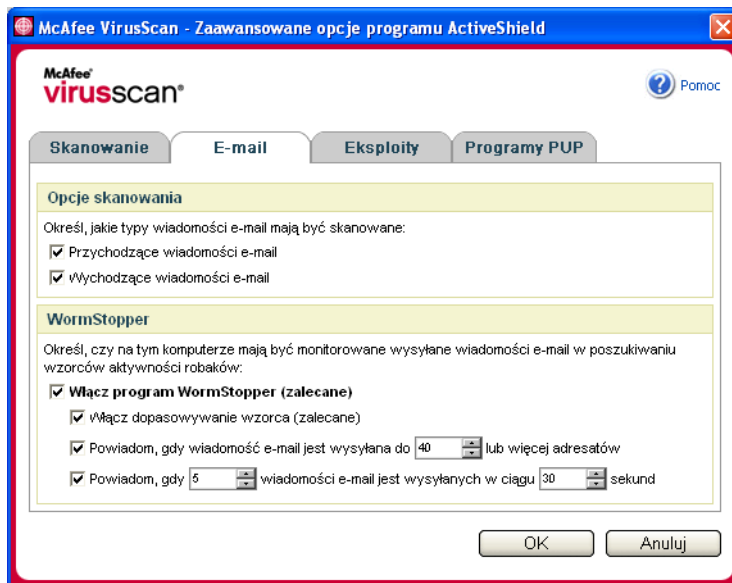 McAfee VirusScan - Zaawansowane opcje programu ActiveShield
McAfee®
virusscan®
Pomoc
Skanowanie
E-mail
Eksploity
Programy PUP
Opcje skanowania
Określ, jakie typy wiadomości e-mail mają być skanowane:
Przychodzące wiadomości e-mail
Wychodzące wiadomości e-mail
WormStopper
Określ, czy na tym komputerze mają być monitorowane wysyłane wiadomości e-mail w poszukiwaniu
wzorców aktywności robaków:
Włącz program WormStopper (zalecane)
Włącz dopasowywanie wzorca (zalecane)
Powiadom, gdy wiadomość e-mail jest wysyłana do 40 lub więcej adresatów
Powiadom, gdy 5 wiadomości e-mail jest wysyłanych w ciągu 30 sekund
OK
Anuluj